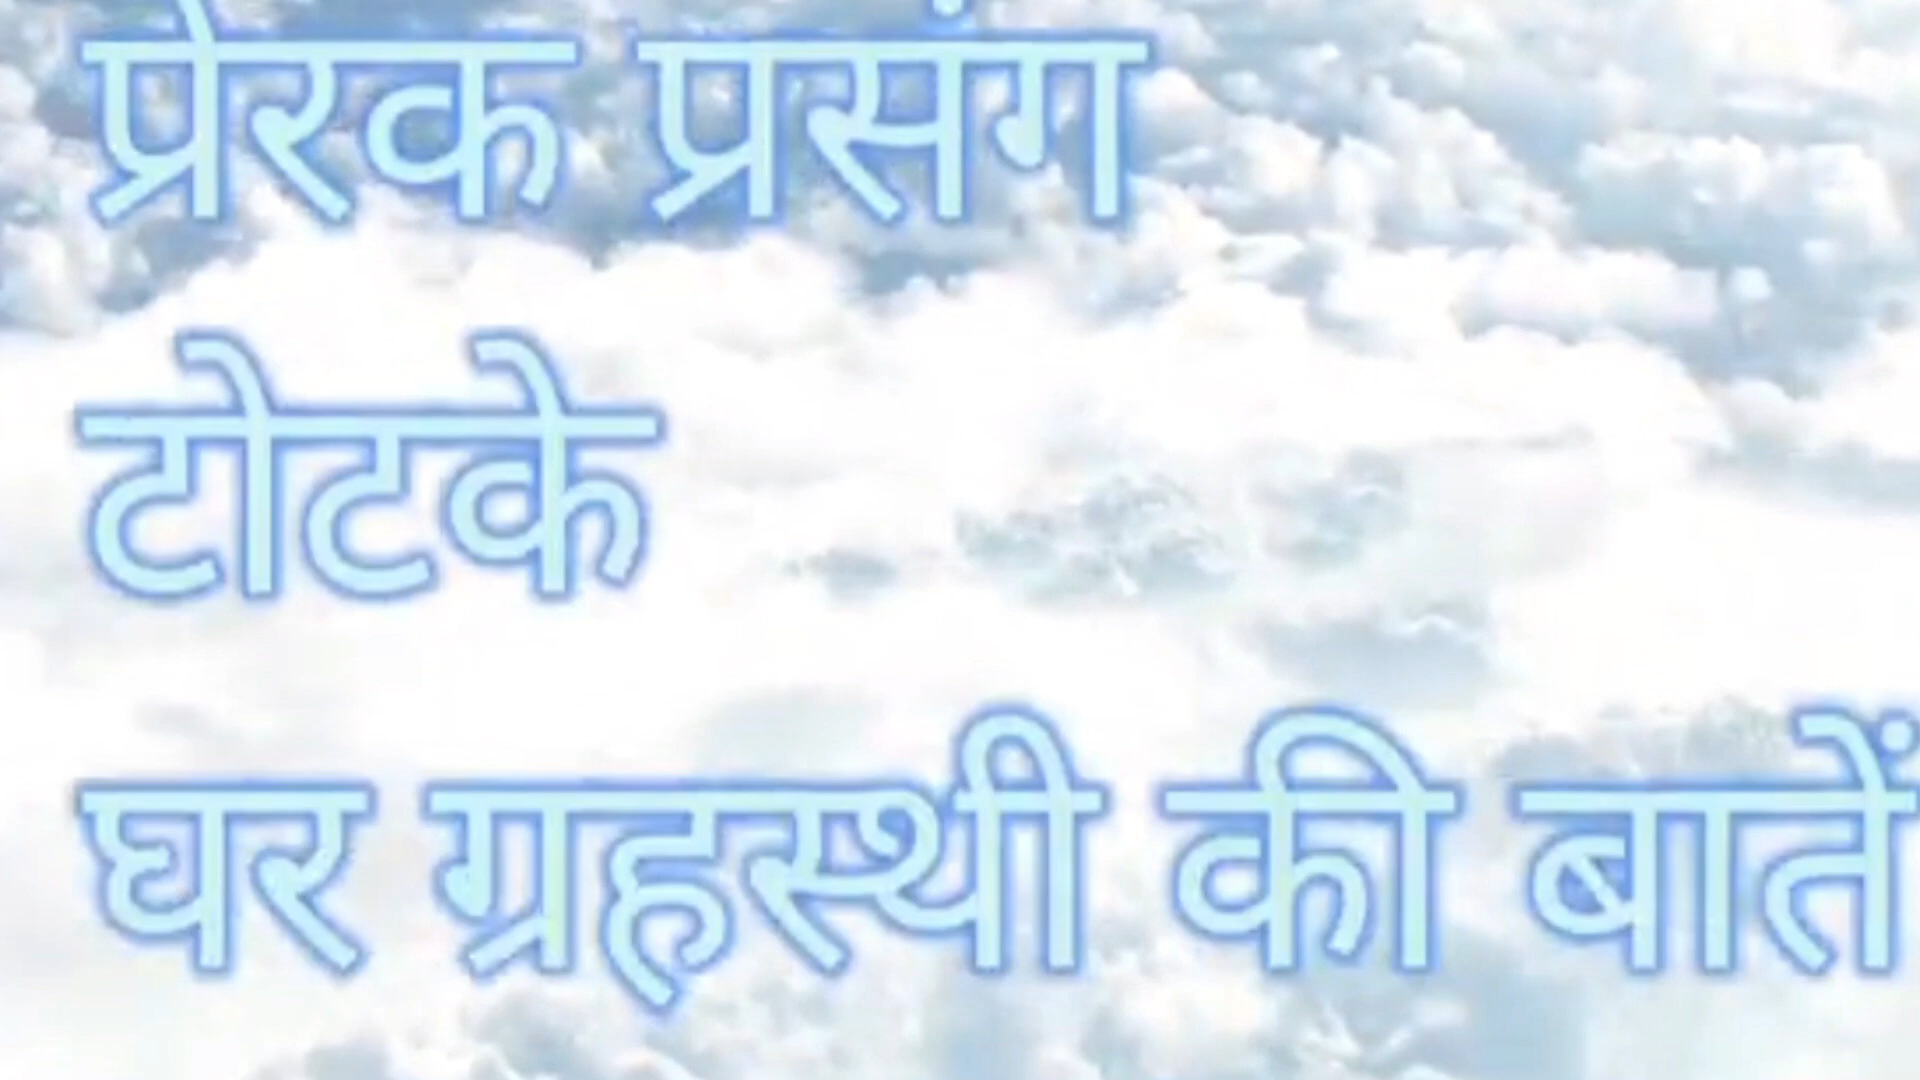 प्रेरक प्रसंग
टोटके
घर ग्रहस्थी की बातें